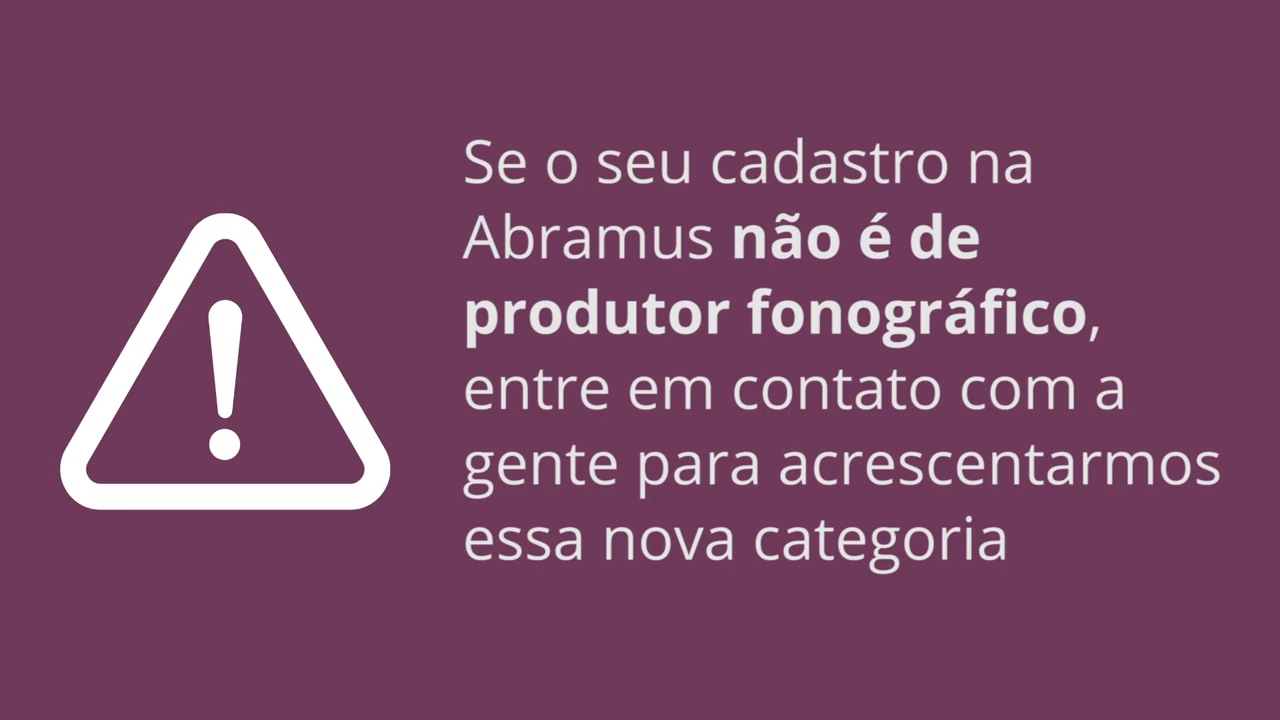 Se o seu cadastro na
Abramus não é de
produtor fonográfico,
entre em contato com a
gente para acrescentarmos
essa nova categoria